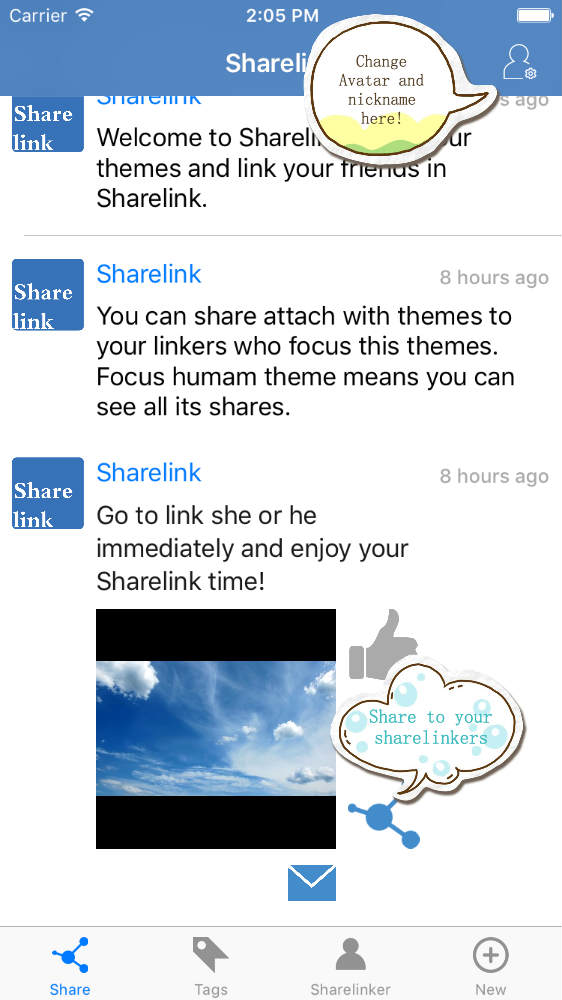 Carrier 2:05 PM
Shareli
Change
Avatar and
nickname
here!
Share
link
Sharelink
s ago
Welcome to Shareli ur
themes and link your friends in
Sharelink.
Share
link
Sharelink
8 hours ago
You can share attach with themes to
your linkers who focus this themes.
Focus humam theme means you can
see all its shares.
Share
link
Sharelink
8 hours ago
Go to link she or he
immediately and enjoy your
Sharelink time!
Share to your
sharelinkers
Share Tags Sharelinker New